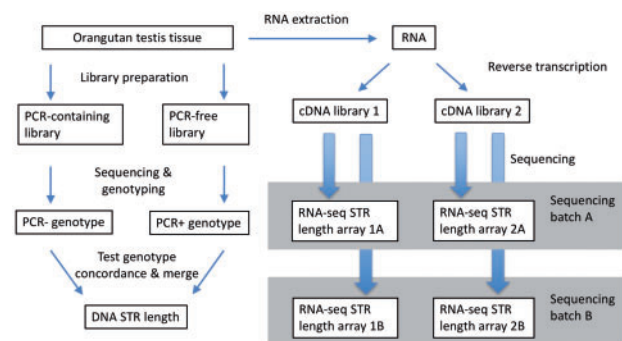 RNA extraction
Orangutan testis tissue
RNA
Library preparation
Reverse transcription
PCR-containing
library
PCR-free
library
cDNA library 1
cDNA library 2
Sequencing &
genotyping
Sequencing
PCR- genotype
PCR+ genotype
RNA-seq STR
length array 1A
RNA-seq STR
length array 2A
Sequencing
batch A
Test genotype
concordance & merge
DNA STR length
RNA-seq STR
length array 1B
RNA-seq STR
length array 2B
Sequencing
batch B